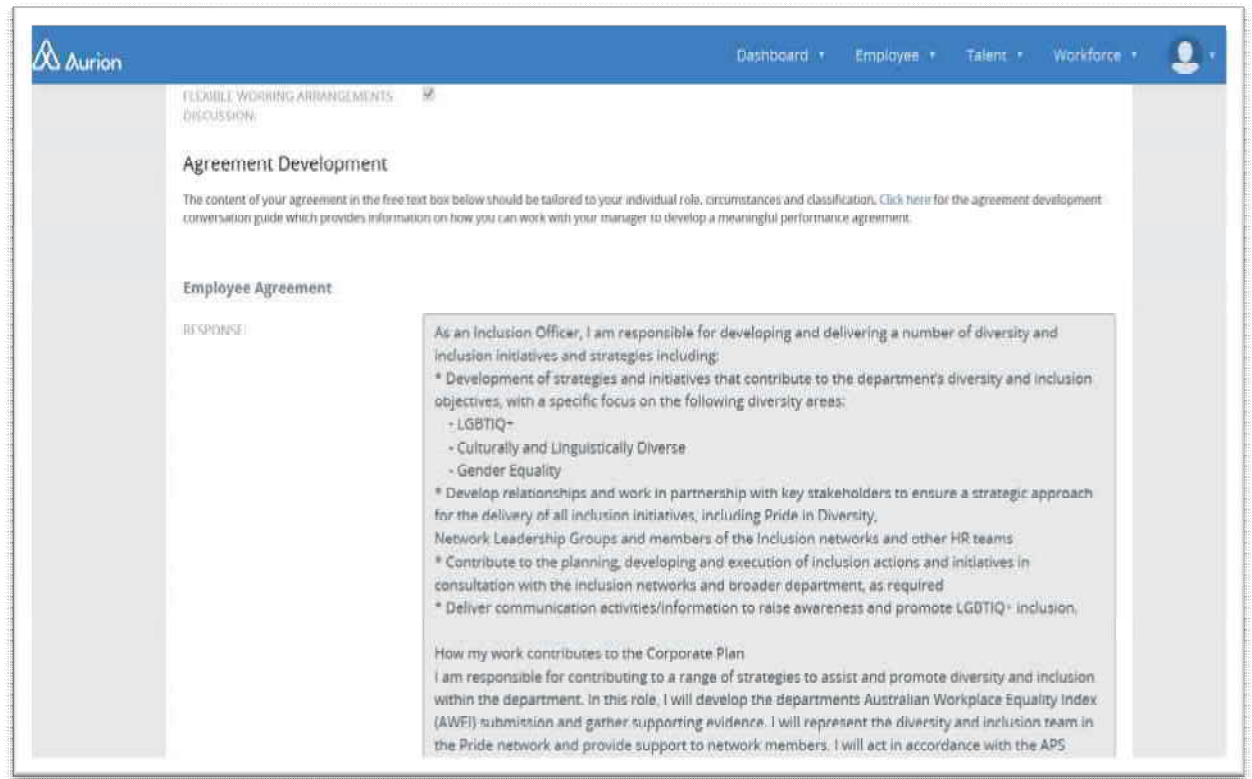 Aurion
Dashboard Employee Talent Workforce
FLEXIBLE WORKING ARRANGEMENTS
DISCUSSION:
Agreement Development
The content of your agreement in the free text box below should be tailored to your individual role, circumstances and classification. Click here for the agreement development
conversation guide which provides information on how you can work with your manager to develop a meaningful performance agreement.
Employee Agreement
RESPONSE:
As an Inclusion Officer, I am responsible for developing and delivering a number of diversity and
inclusion initiatives and strategies including:
* Development of strategies and initiatives that contribute to the department's diversity and inclusion
objectives, with a specific focus on the following diversity areas:
- LGBTIQ+
- Culturally and Linguistically Diverse
- Gender Equality
* Develop relationships and work in partnership with key stakeholders to ensure a strategic approach
for the delivery of all inclusion initiatives, including Pride in Diversity,
Network Leadership Groups and members of the Inclusion networks and other HR teams
* Contribute to the planning, developing and execution of inclusion actions and initiatives in
consultation with the inclusion networks and broader department, as required
* Deliver communication activities/information to raise awareness and promote LGBTIQ+ inclusion.
How my work contributes to the Corporate Plan
I am responsible for contributing to a range of strategies to assist and promote diversity and inclusion
within the department. In this role, I will develop the departments Australian Workplace Equality Index
(AWEI) submission and gather supporting evidence. I will represent the diversity and inclusion team in
the Pride network and provide support to network members. I will act in accordance with the APS